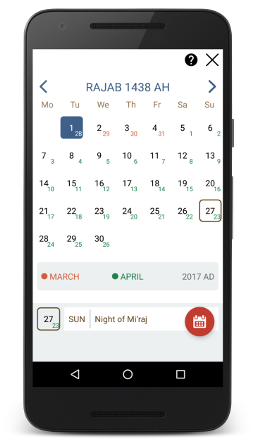 ?
RAJAB 1438 AH
Mo Tu We Th Fr Sa Su
1 28 2 29 3 30 4 31 5 1 6 2
7 3 8 4 9 5 10 6 11 7 12 8 13 9
14 10 15 11 16 12 17 13 18 14 19 15 20 16
21 17 22 18 23 19 24 20 25 21 26 22 27 23
28 24 29 25 30 26
MARCH APRIL 2017 AD
27 23 SUN Night of Mi'raj